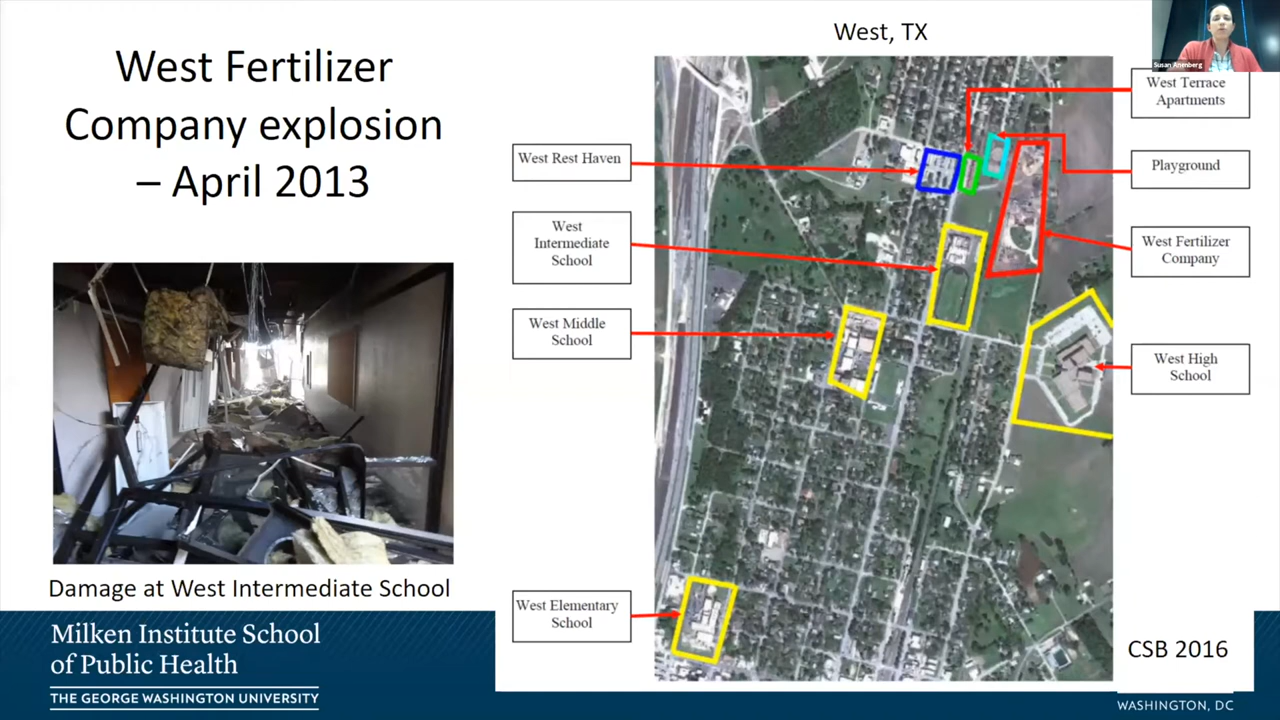 West Fertilizer
Company explosion
– April 2013
West, TX
Susan Anenberg
West Terrace
Apartments
West Rest Haven
Playground
West
Intermediate
School
West Fertilizer
Company
West Middle
School
West High
School
Damage at West Intermediate School
West Elementary
School
Milken Institute School
of Public Health
THE GEORGE WASHINGTON UNIVERSITY
CSB 2016
WASHINGTON, DC